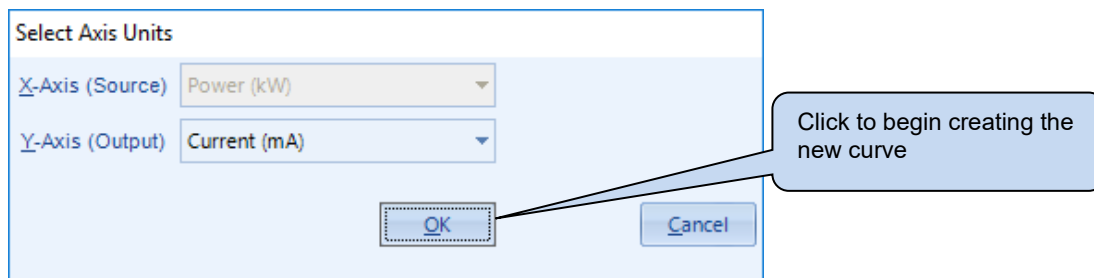 Select Axis Units
X-Axis (Source) Power (kW)
Y-Axis (Output) Current (mA)
Click to begin creating the
new curve
OK Cancel